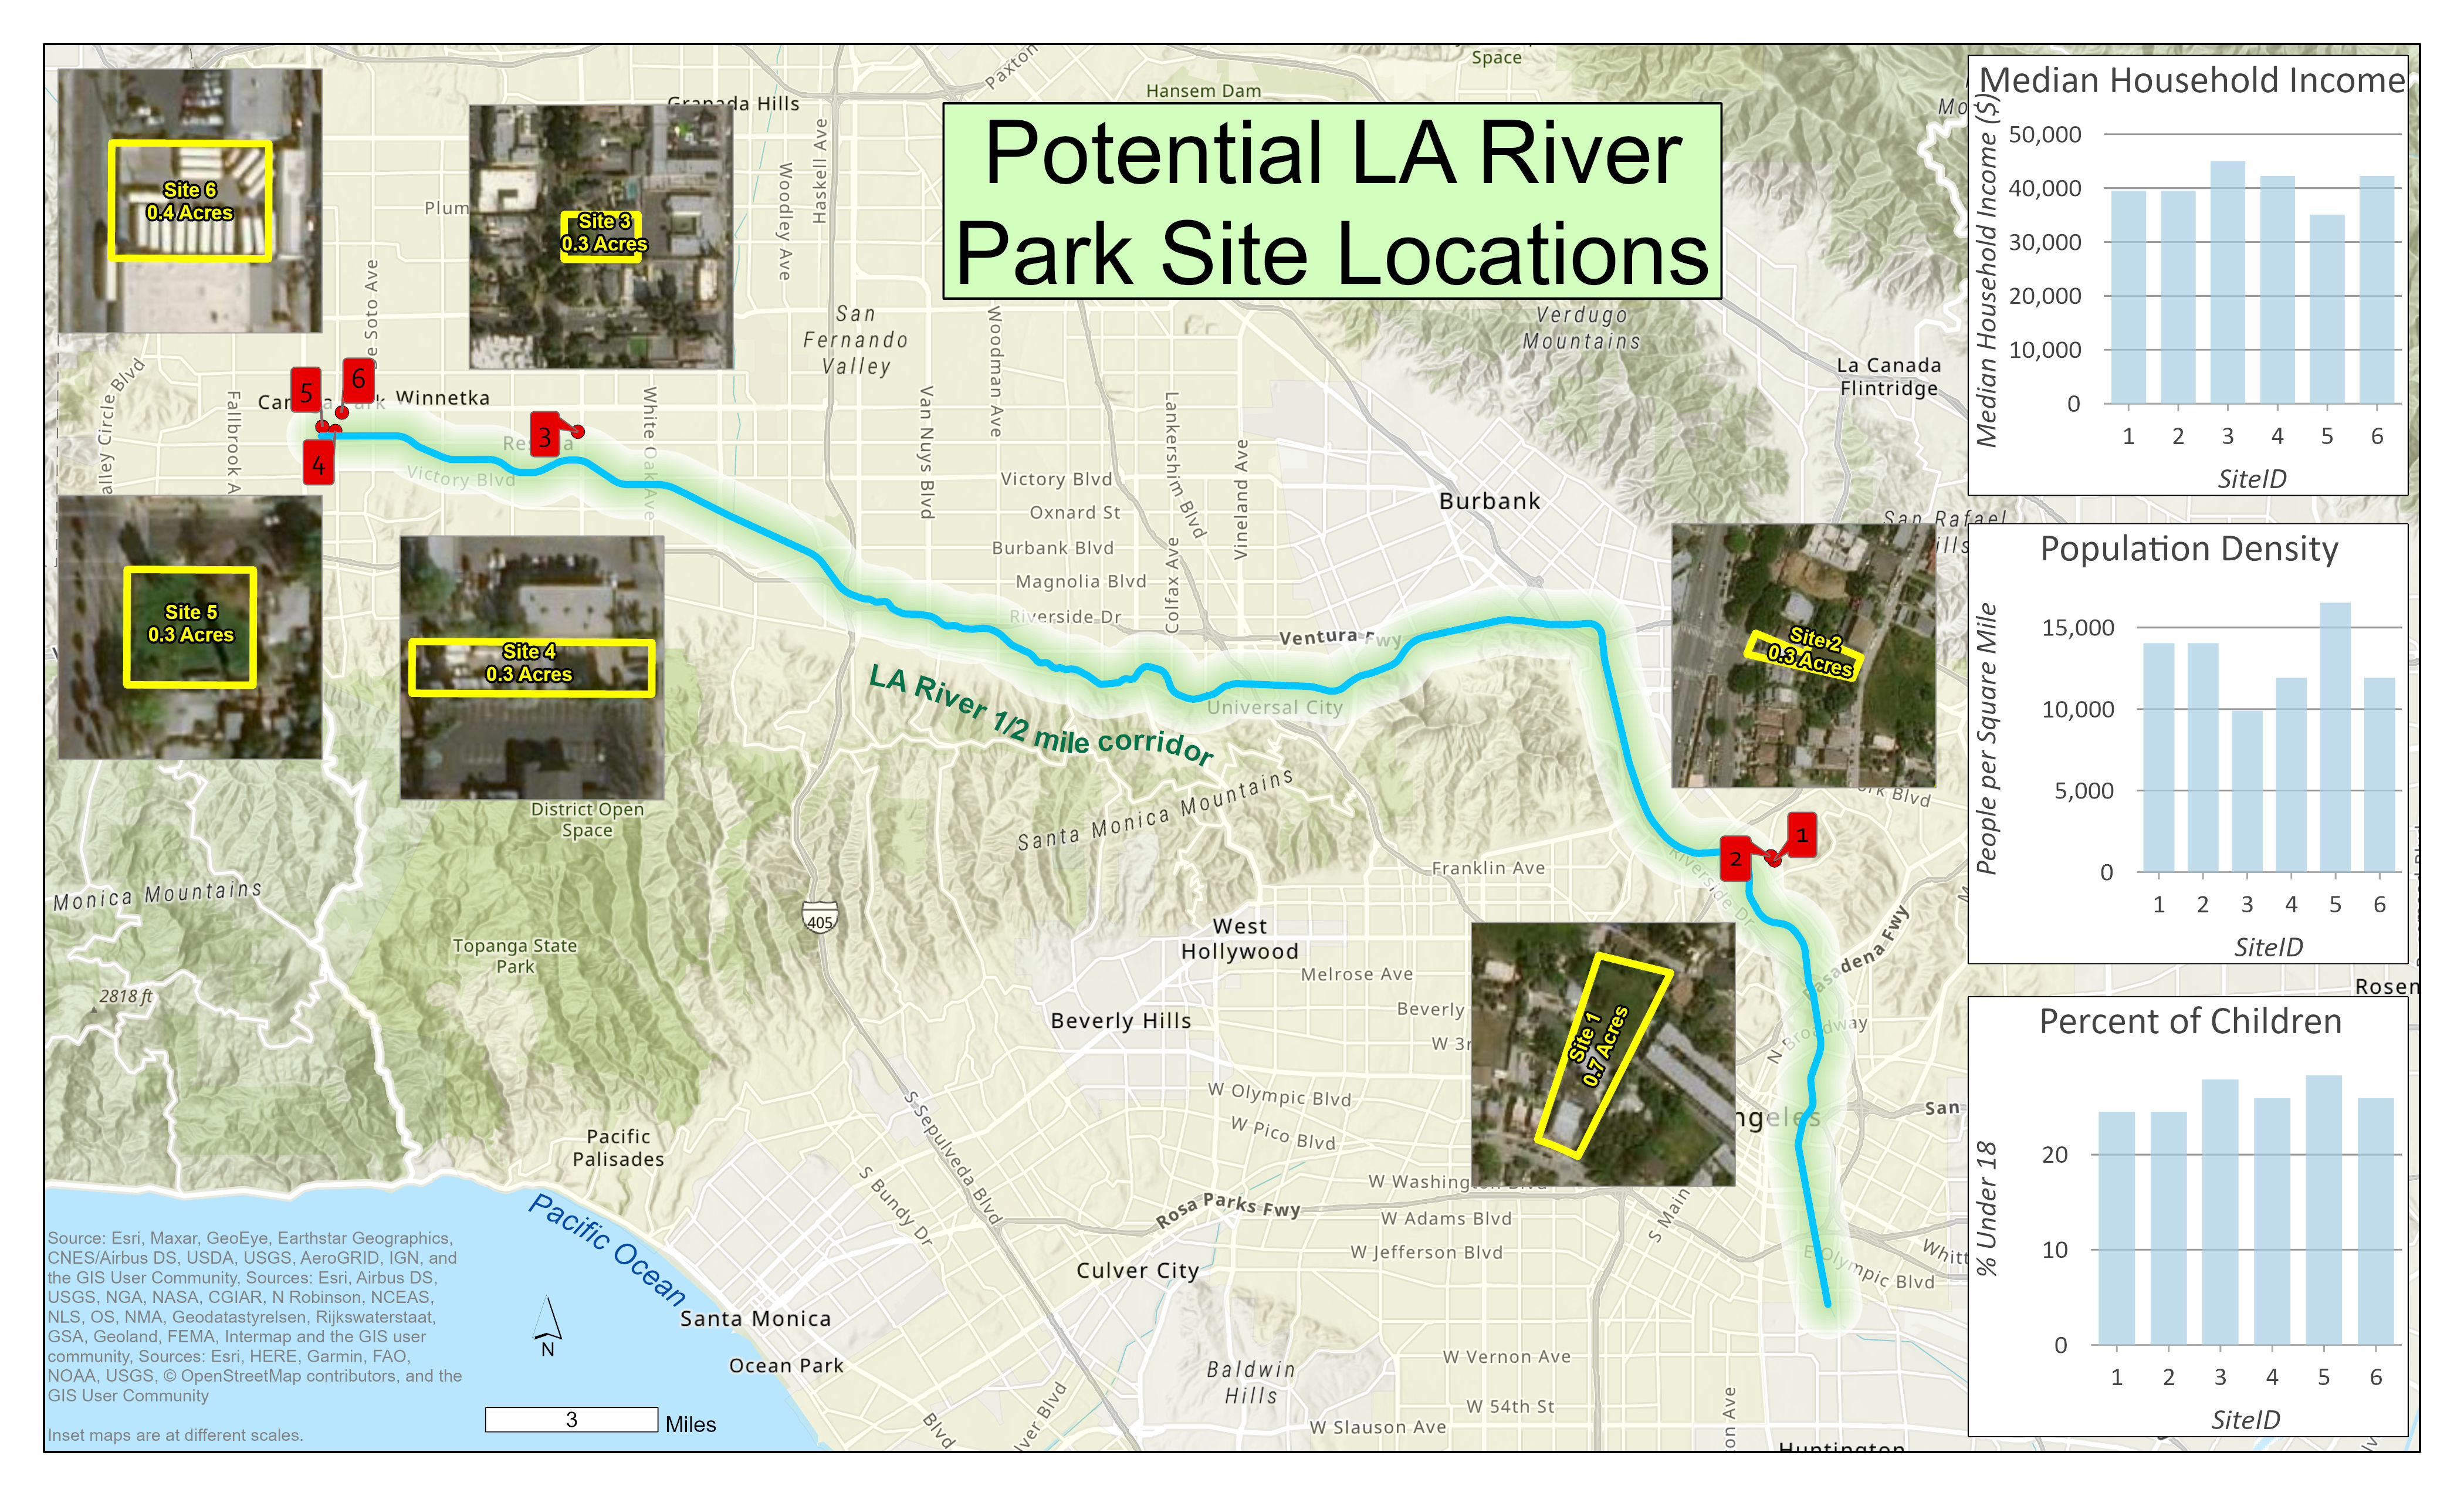 Potential LA River
Park Site Locations
Space
Paxton
Hansem Dam
Granada Hills
Haskell Ave
Woodley Ave
Plum
Soto Ave
San
Fernando
Valley
Woodman Ave
Verdugo
Mountains
La Canada
Flintridge
Site 6
0.4 Acres
Site 3
0.3 Acres
5
6
Winnetka
3
4
Fallbrook A
alley Circle Blvd
White Oak Ave
Victory Blvd
Van Nuys Blvd
Lankershim Blvd
Vineland Ave
Victory Blvd
Oxnard St
Burbank Blvd
Magnolia Blvd
Riverside Dr
Colfax Ave
Burbank
San Rafael
Ventura Fwy
Site 5
0.3 Acres
Site 4
0.3 Acres
Site 2
0.3 Acres
LA River 1/2 mile corridor
Universal City
Santa Monica Mountains
District Open
Space
Monica Mountains
Topanga State
Park
2818 ft
405
Franklin Ave
Riverside Dr
2
1
West
Hollywood
Melrose Ave
Beverly
Beverly Hills
W 3r
Site 1
0.7 Acres
Pasadena Fwy
N Broadway
W Olympic Blvd
W Pico Blvd
ngeles
San
Rosem
Pacific
Palisades
S Sepulveda Blvd
S Bundy Dr
W Washington Blvd
Rosa Parks Fwy
W Adams Blvd
W Jefferson Blvd
S Main
E Olympic Blvd
Whitt
Pacific Ocean
Culver City
Santa Monica
Ocean Park
Baldwin
Hills
W Vernon Ave
W 54th St
W Slauson Ave
on Ave
Huntington
Blvd
lver Blvd
Source: Esri, Maxar, GeoEye, Earthstar Geographics,
CNES/Airbus DS, USDA, USGS, AeroGRID, IGN, and
the GIS User Community, Sources: Esri, Airbus DS,
USGS, NGA, NASA, CGIAR, N Robinson, NCEAS,
NLS, OS, NMA, Geodatastyrelsen, Rijkswaterstaat,
GSA, Geoland, FEMA, Intermap and the GIS user
community, Sources: Esri, HERE, Garmin, FAO,
NOAA, USGS, © OpenStreetMap contributors, and the
GIS User Community
Inset maps are at different scales.
N
3 Miles
Median Household Income
Median Household Income ($)
50,000
40,000
30,000
20,000
10,000
0
1 2 3 4 5 6
SiteID
Population Density
People per Square Mile
15,000
10,000
5,000
0
1 2 3 4 5 6
SiteID
Percent of Children
% Under 18
20
10
0
1 2 3 4 5 6
SiteID